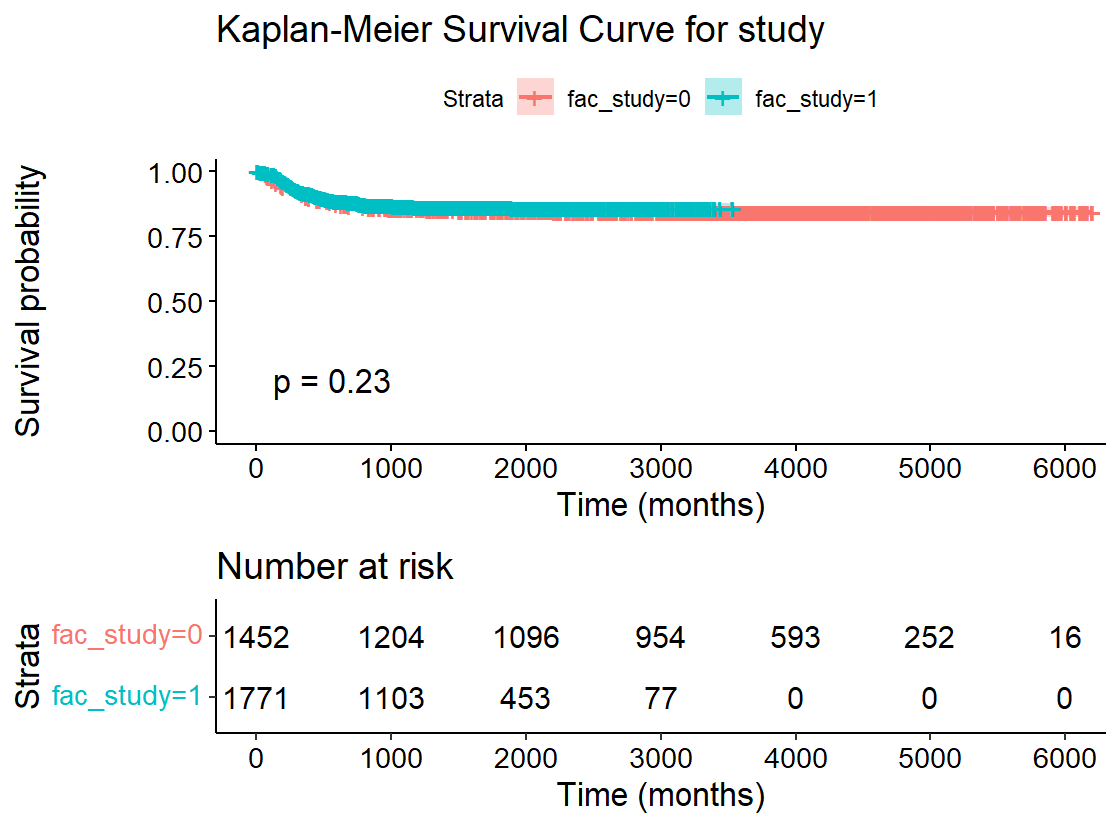 Kaplan-Meier Survival Curve for study
Strata fac_study=0 fac_study=1
Survival probability
1.00
0.75
0.50
0.25
0.00
p = 0.23
0 1000 2000 3000 4000 5000 6000
Time (months)
Number at risk
Strata
fac_study=0 1452 1204 1096 954 593 252 16
fac_study=1 1771 1103 453 77 0 0 0
0 1000 2000 3000 4000 5000 6000
Time (months)